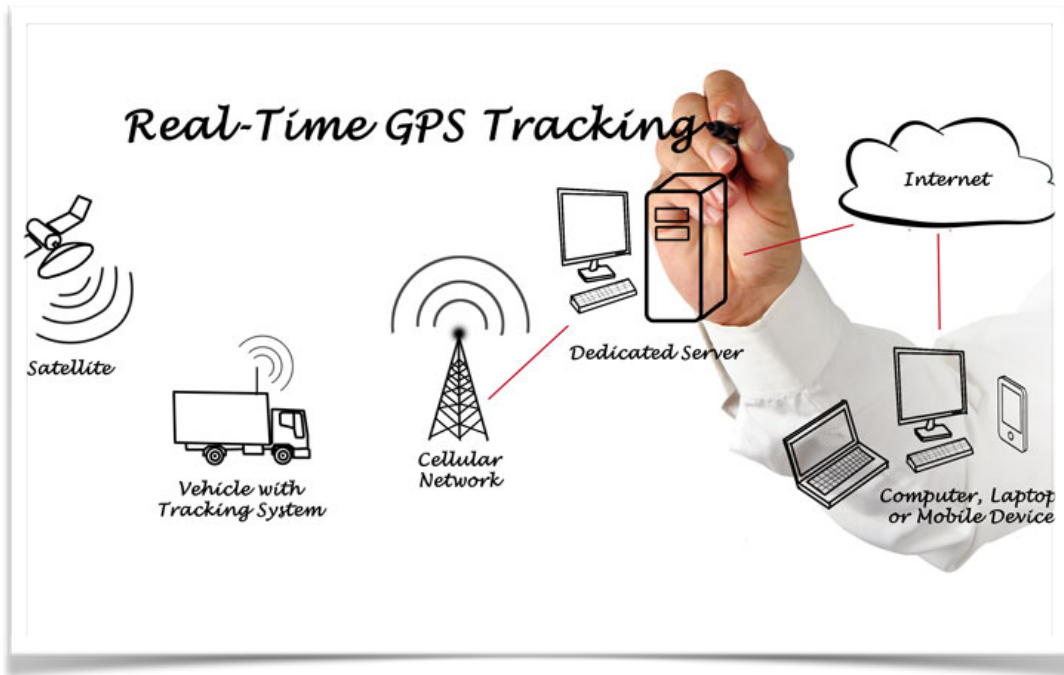 Real-Time GPS Tracking
Internet
Satellite
Dedicated Server
Vehicle with
Tracking System
Cellular
Network
Computer, Laptop
or Mobile Device